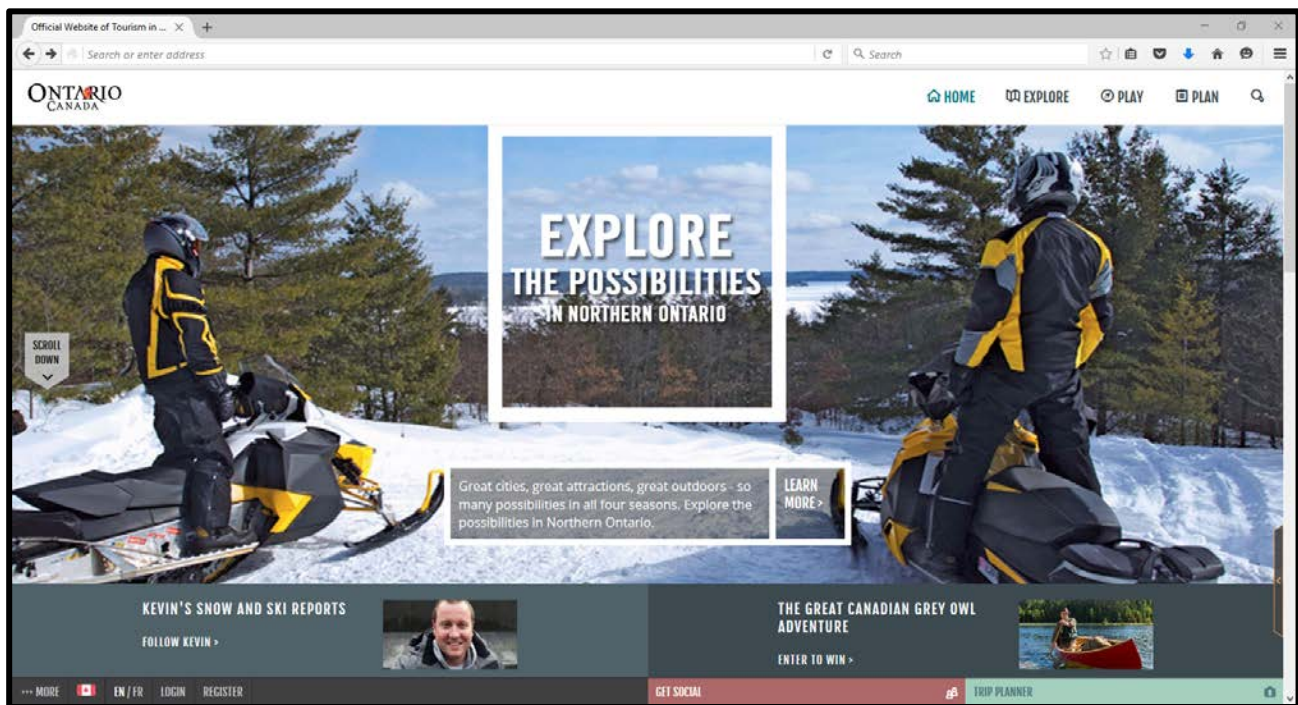 Official Website of Tourism in ...
Search or enter address
Search
ONTARIO
CANADA
HOME
EXPLORE
PLAY
PLAN
EXPLORE
THE POSSIBILITIES
IN NORTHERN ONTARIO
SCROLL
DOWN
Great cities, great attractions, great outdoors - so
many possibilities in all four seasons. Explore the
possibilities in Northern Ontario.
LEARN
MORE >
KEVIN'S SNOW AND SKI REPORTS
FOLLOW KEVIN >
THE GREAT CANADIAN GREY OWL
ADVENTURE
ENTER TO WIN >
... MORE
EN / FR
LOGIN
REGISTER
GET SOCIAL
TRIP PLANNER